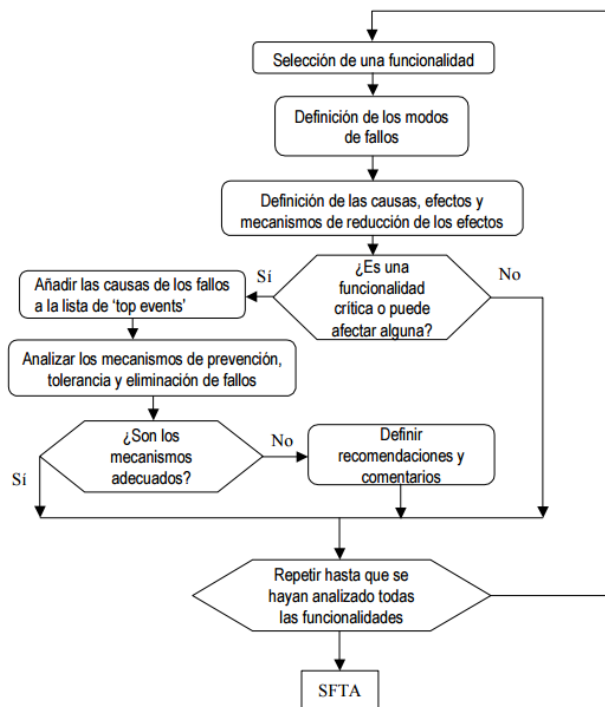 Selección de una funcionalidad
Definición de los modos
de fallos
Definición de las causas, efectos y
mecanismos de reducción de los efectos
¿Es una
funcionalidad
crítica o puede
afectar alguna?
Sí
No
Añadir las causas de los fallos
a la lista de ‘top events’
Analizar los mecanismos de prevención,
tolerancia y eliminación de fallos
¿Son los
mecanismos
adecuados?
Sí
No
Definir
recomendaciones y
comentarios
Repetir hasta que se
hayan analizado todas
las funcionalidades
SFTA